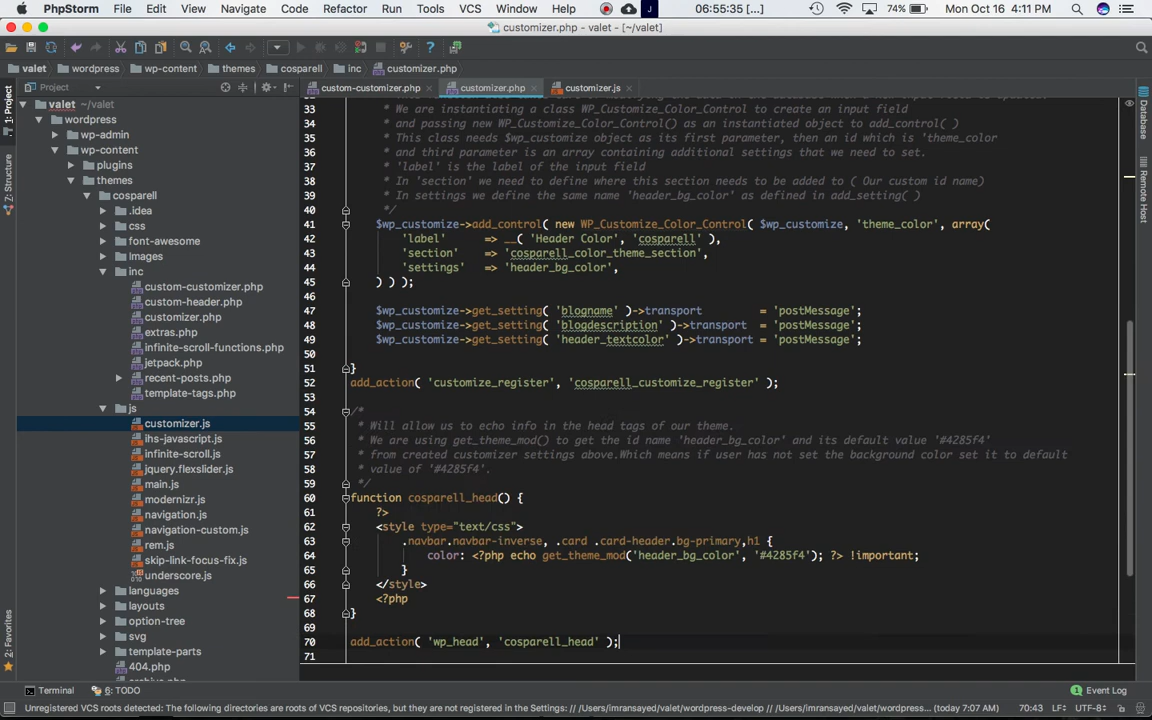 PhpStorm File Edit View Navigate Code Refactor Run Tools VCS Window Help 06:55:35 [...] J 74% Mon Oct 16 4:11 PM
customizer.php - valet - [~/valet]
valet wordpress wp-content themes cosparell inc customizer.php
Project custom-customizer.php customizer.php customizer.js
1: Project
Z: Structure
2: Favorites
Database
Remote Host
valet ~/valet
wordpress
wp-admin
wp-content
plugins
themes
cosparell
.idea
css
font-awesome
Images
inc
custom-customizer.php
custom-header.php
customizer.php
extras.php
infinite-scroll-functions.php
jetpack.php
recent-posts.php
template-tags.php
js
customizer.js
ihs-javascript.js
infinite-scroll.js
jquery.flexslider.js
main.js
modernizr.js
navigation.js
navigation-custom.js
rem.js
skip-link-focus-fix.js
underscore.js
languages
layouts
option-tree
svg
template-parts
404.php
33 * We are instantiating a class WP_Customize_Color_Control to create an input field
34 * and passing new WP_Customize_Color_Control() as an instantiated object to add_control( )
35 * This class needs $wp_customize object as its first parameter, then an id which is 'theme_color
36 * and third parameter is an array containing additional settings that we need to set.
37 * 'label' is the label of the input field
38 * In 'section' we need to define where this section needs to be added to ( Our custom id name)
39 * In settings we define the same name 'header_bg_color' as defined in add_setting( )
40 */
41 $wp_customize->add_control( new WP_Customize_Color_Control( $wp_customize, 'theme_color', array(
42 'label' => __( 'Header Color', 'cosparell' ),
43 'section' => 'cosparell_color_theme_section',
44 'settings' => 'header_bg_color',
45 ) ) );
46
47 $wp_customize->get_setting( 'blogname' )->transport = 'postMessage';
48 $wp_customize->get_setting( 'blogdescription' )->transport = 'postMessage';
49 $wp_customize->get_setting( 'header_textcolor' )->transport = 'postMessage';
50
51 }
52 add_action( 'customize_register', 'cosparell_customize_register' );
53
54 /*
55 * Will allow us to echo info in the head tags of our theme.
56 * We are using get_theme_mod() to get the id name 'header_bg_color' and its default value '#4285f4'
57 * from created customizer settings above.Which means if user has not set the background color set it to default
58 * value of '#4285f4'.
59 */
60 function cosparell_head() {
61 ?>
62 <style type="text/css">
63 .navbar.navbar-inverse, .card .card-header.bg-primary,h1 {
64 color: <?php echo get_theme_mod('header_bg_color', '#4285f4'); ?> !important;
65 }
66 </style>
67 <?php
68 }
69
70 add_action( 'wp_head', 'cosparell_head' );
71
Terminal 6: TODO Event Log
Unregistered VCS roots detected: The following directories are roots of VCS repositories, but they are not registered in the Settings: // /Users/imransayed/valet/wordpress-develop // /Users/imransayed/valet/wordpress... (today 7:07 AM) 70:43 LF UTF-8